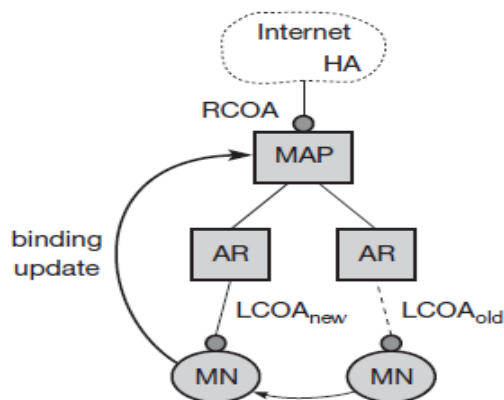 Internet
HA
RCOA
MAP
binding
update
AR
AR
LCOAnew
LCOAold
MN
MN